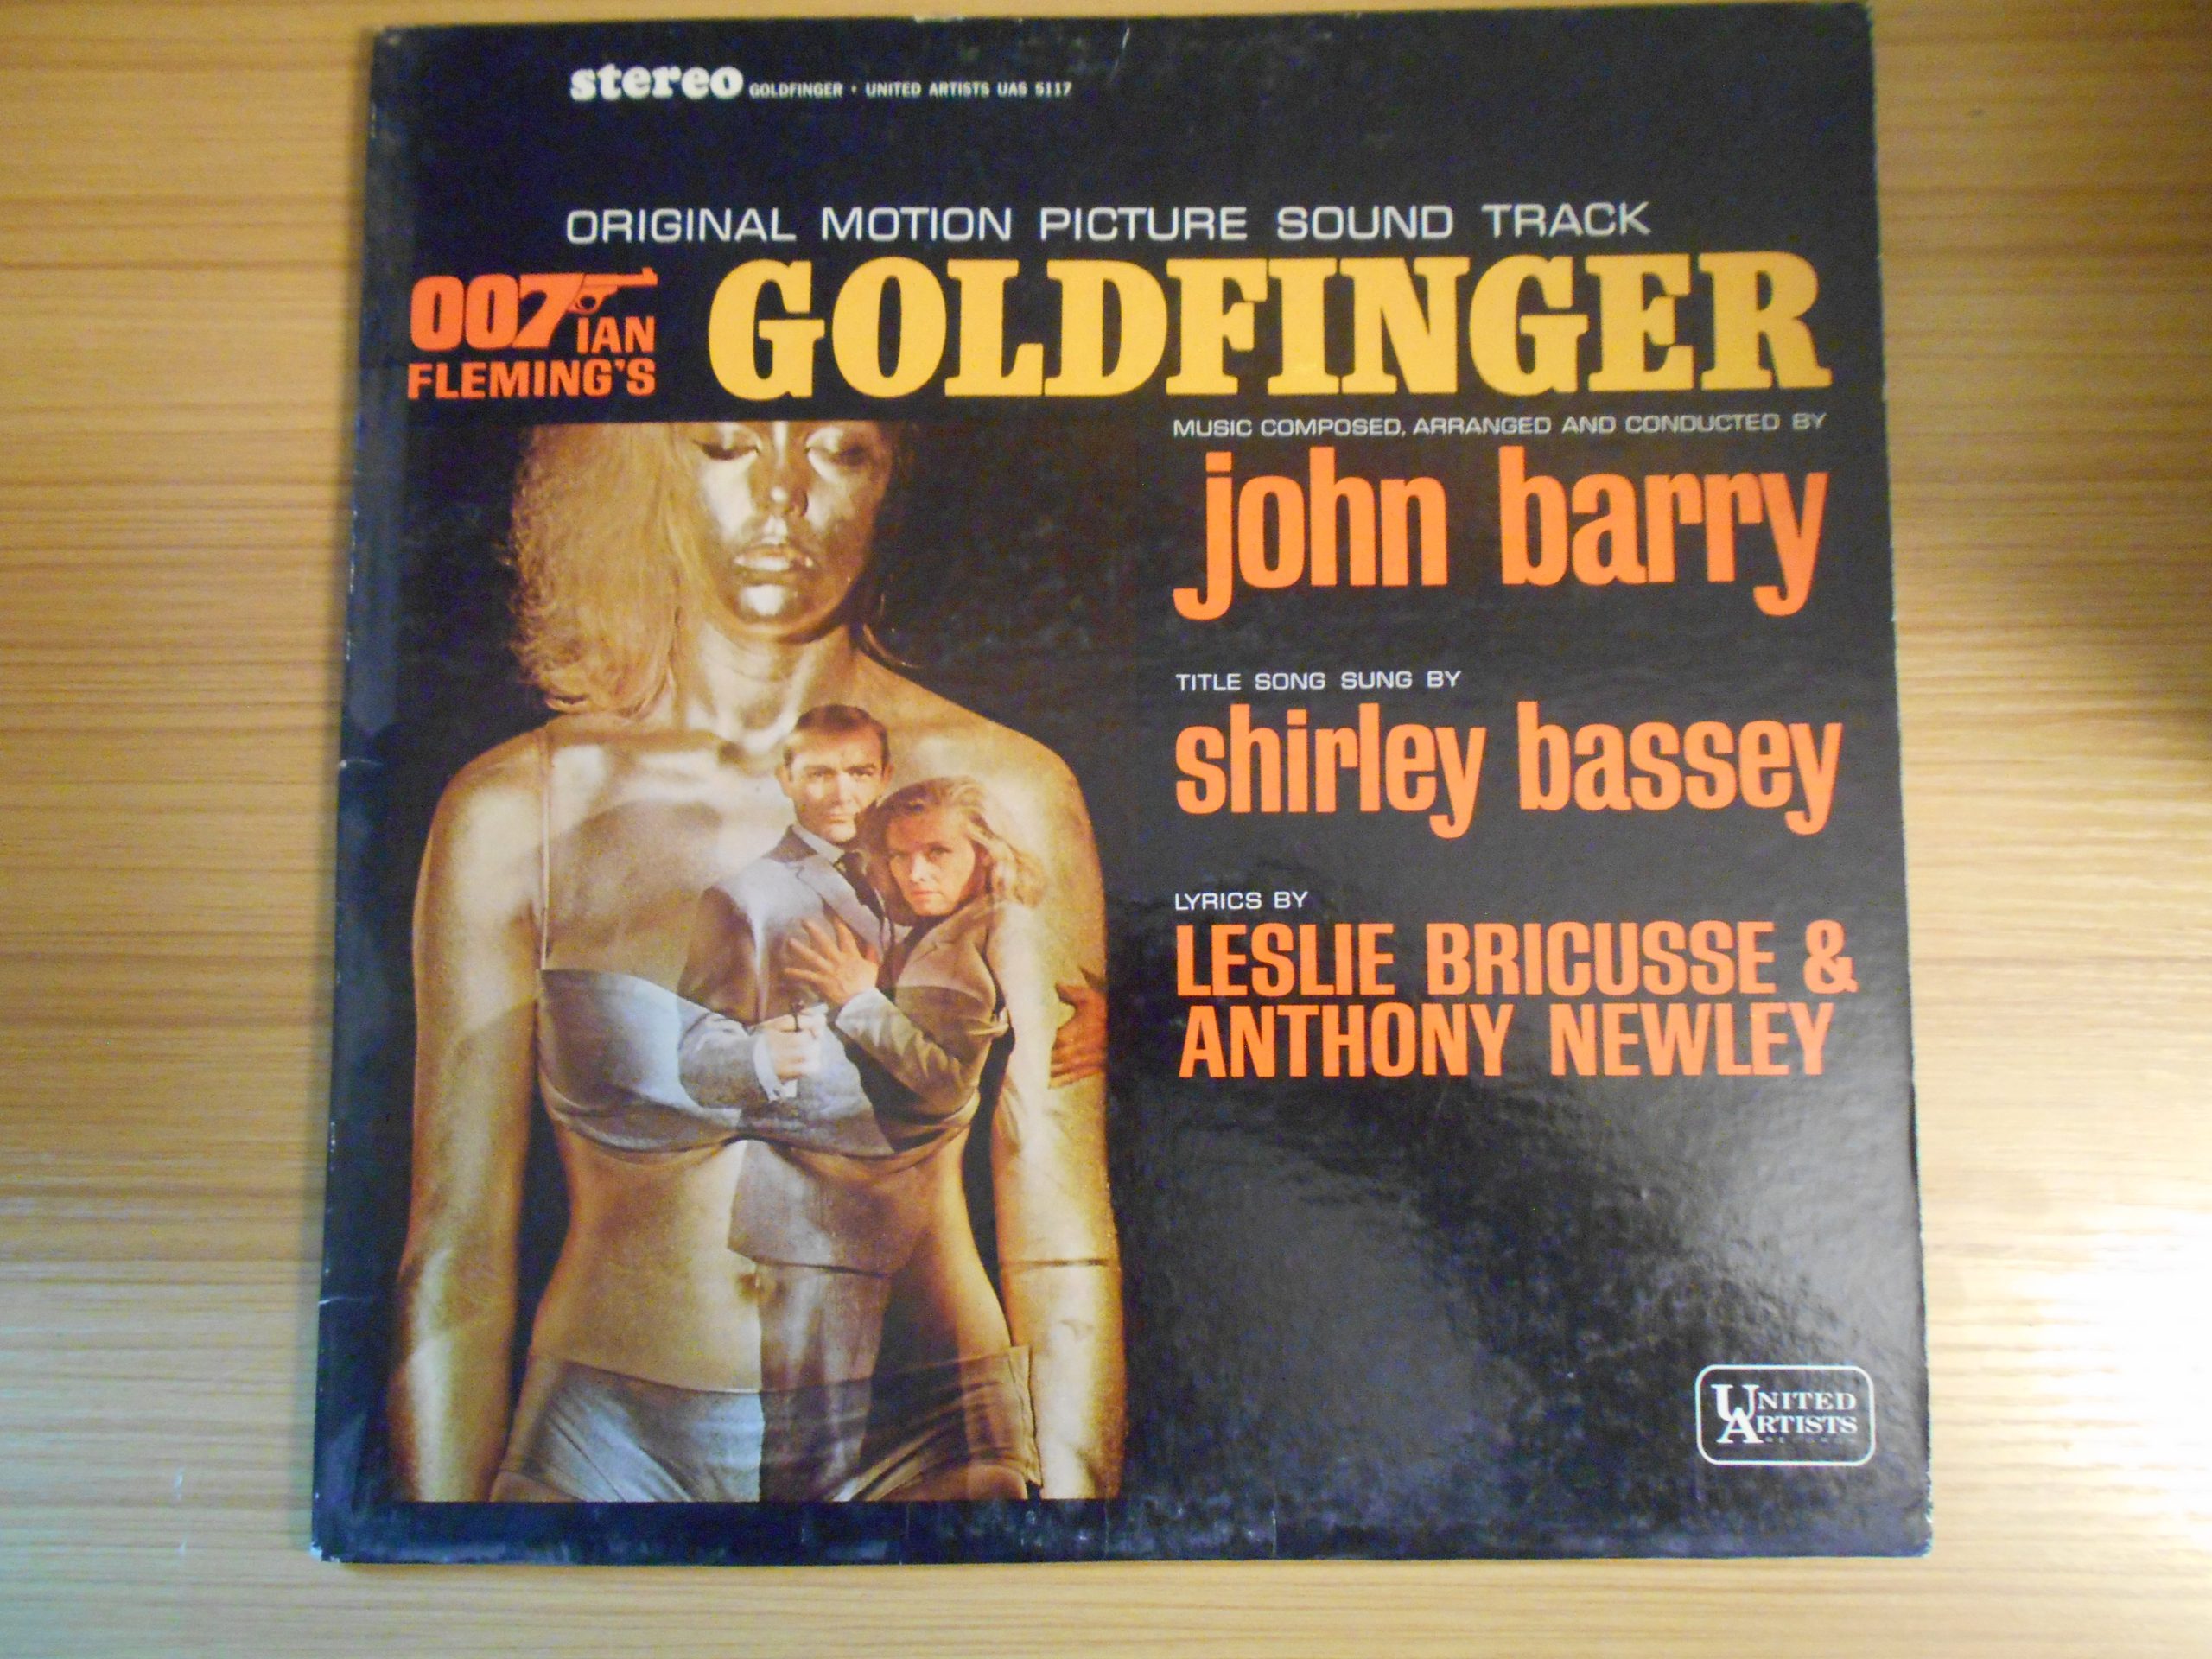 stereo GOLDFINGER • UNITED ARTISTS UAS 5117
ORIGINAL MOTION PICTURE SOUND TRACK
007 IAN
FLEMING'S
GOLDFINGER
MUSIC COMPOSED, ARRANGED AND CONDUCTED BY
john barry
TITLE SONG SUNG BY
shirley bassey
LYRICS BY
LESLIE BRICUSSE &
ANTHONY NEWLEY
UNITED
ARTISTS
RECORDS